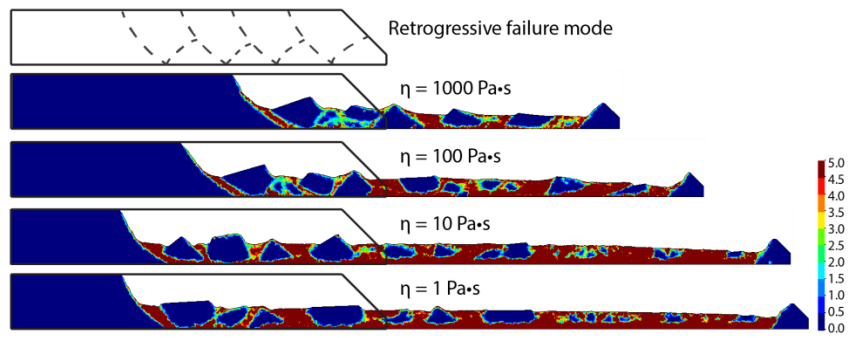 Retrogressive failure mode
η = 1000 Pa•s
η = 100 Pa•s
η = 10 Pa•s
η = 1 Pa•s
5.0
4.5
4.0
3.5
3.0
2.5
2.0
1.5
1.0
0.5
0.0